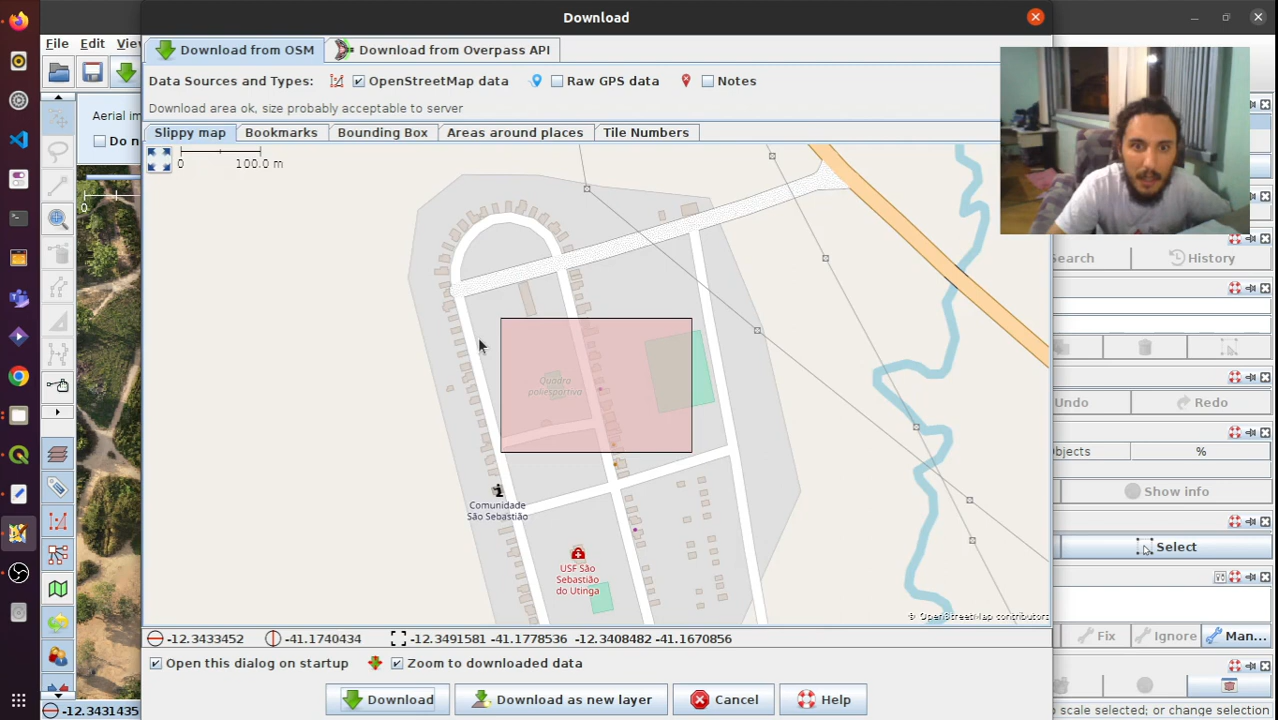 Download
File Edit View
Download from OSM Download from Overpass API
Data Sources and Types: OpenStreetMap data Raw GPS data Notes
Download area ok, size probably acceptable to server
Slippy map Bookmarks Bounding Box Areas around places Tile Numbers
0 100.0 m
Quadra
poliesportiva
Comunidade
São Sebastião
USF São
Sebastião
do Utinga
© OpenStreetMap contributors
-12.3433452 -41.1740434 -12.3491581 -41.1778536 -12.3408482 -41.1670856
Open this dialog on startup Zoom to downloaded data
Download Download as new layer Cancel Help
Aerial im
Do n
0
-12.3431435
Search History
Undo Redo
bjects %
Show info
Select
Fix Ignore Man...
o scale selected; or change selection